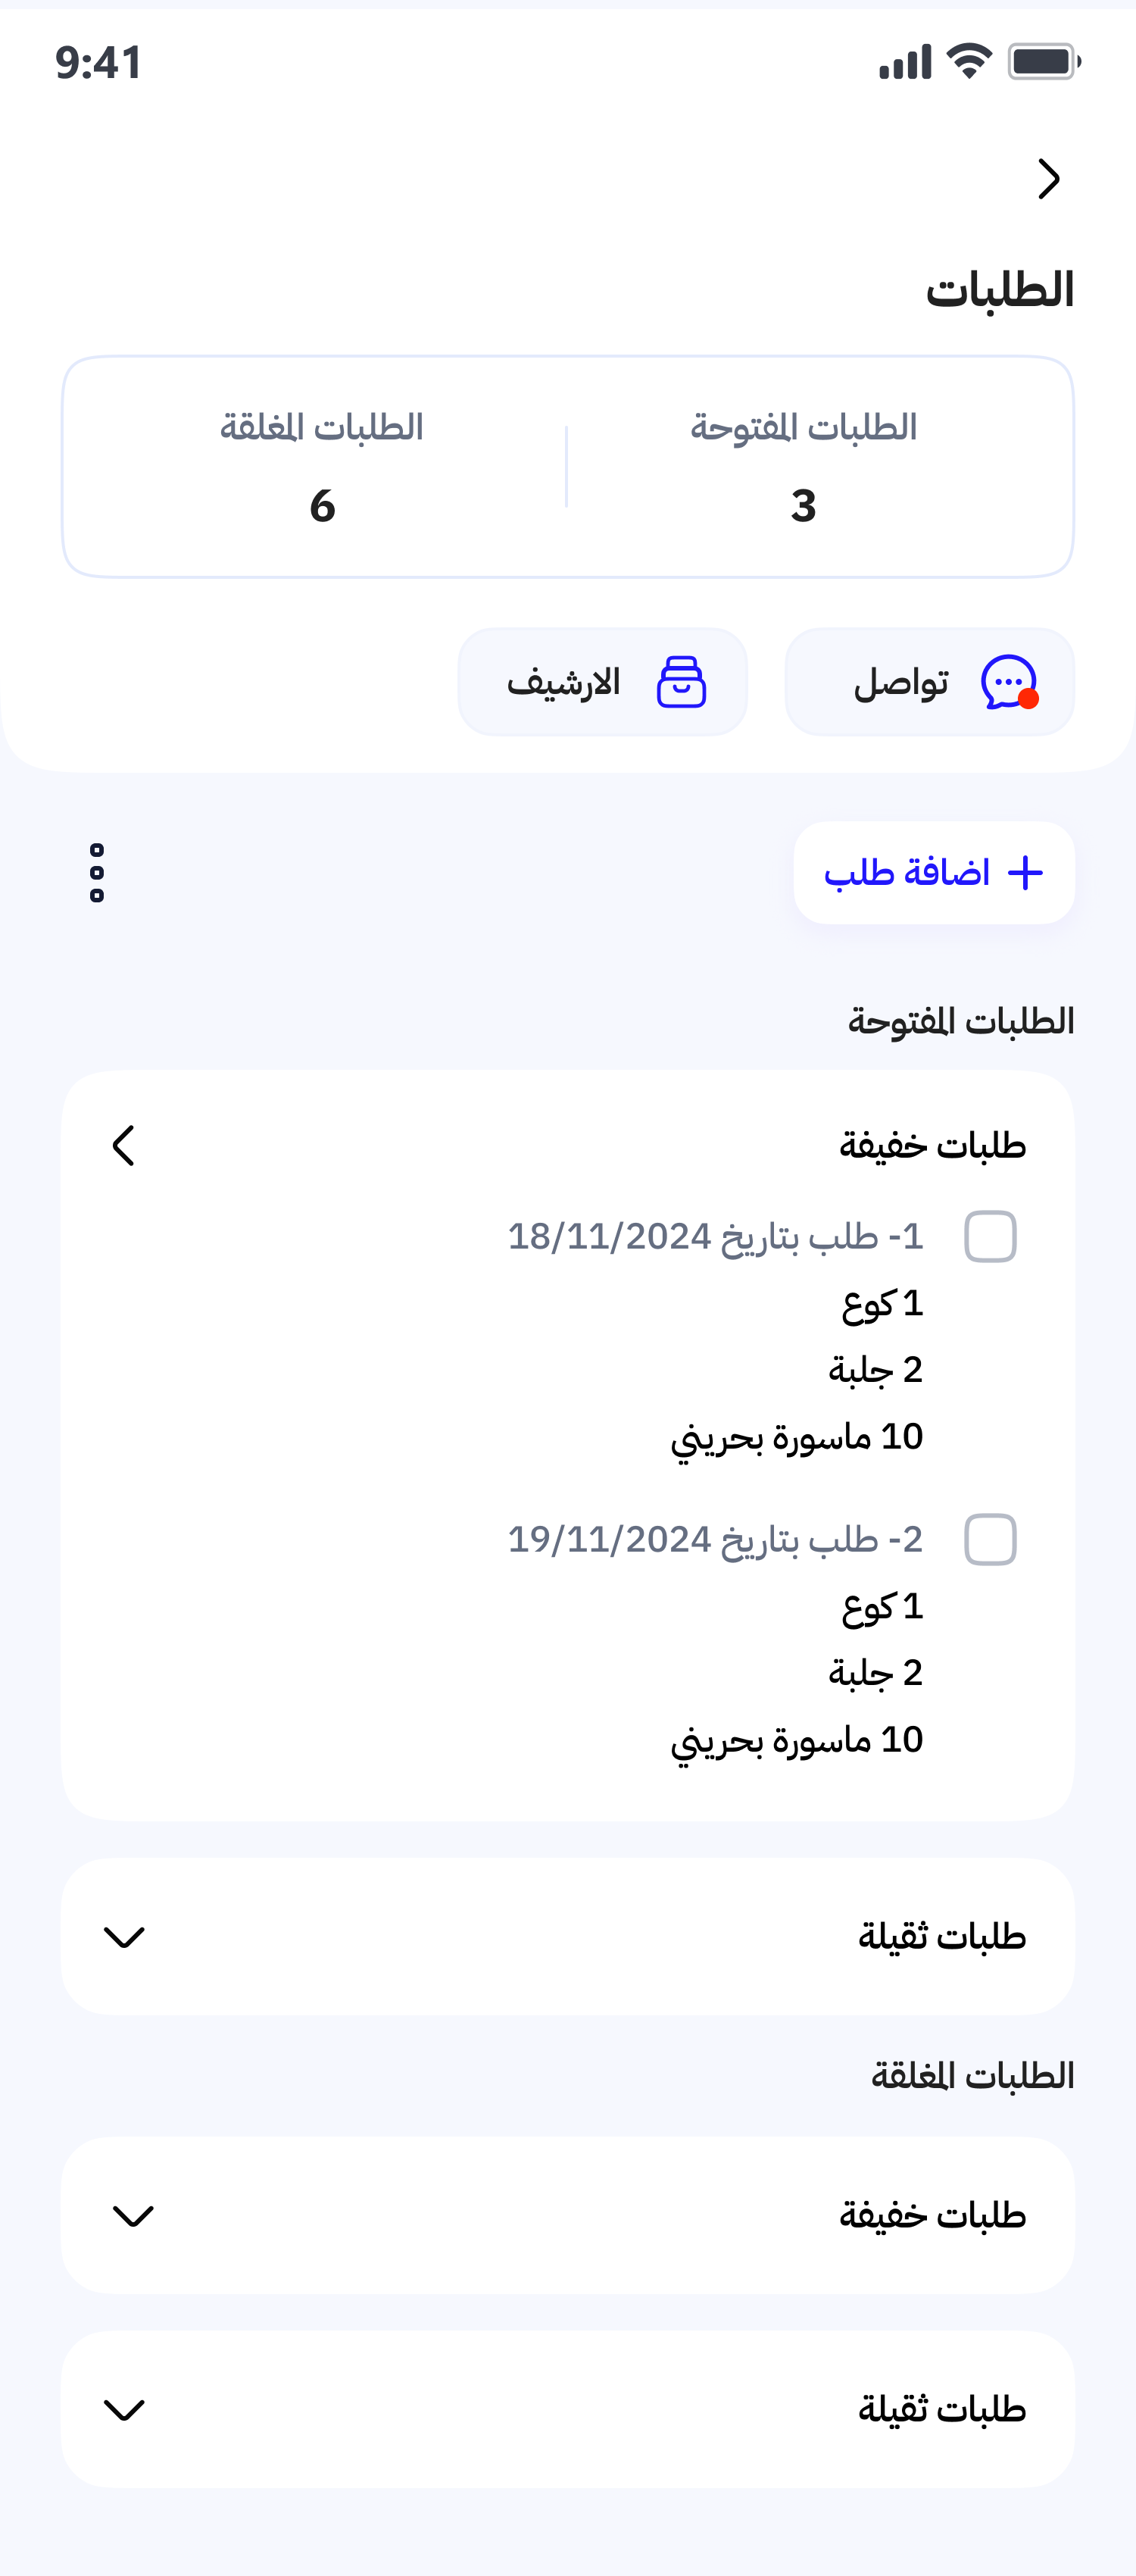 9:41
الطلبات
الطلبات المفتوحة
3
الطلبات المغلقة
6
تواصل
الارشيف
اضافة طلب
الطلبات المفتوحة
طلبات خفيفة
1- طلب بتاريخ 18/11/2024
1 كوع
2 جلبة
10 ماسورة بحريني
2- طلب بتاريخ 19/11/2024
1 كوع
2 جلبة
10 ماسورة بحريني
طلبات ثقيلة
الطلبات المغلقة
طلبات خفيفة
طلبات ثقيلة